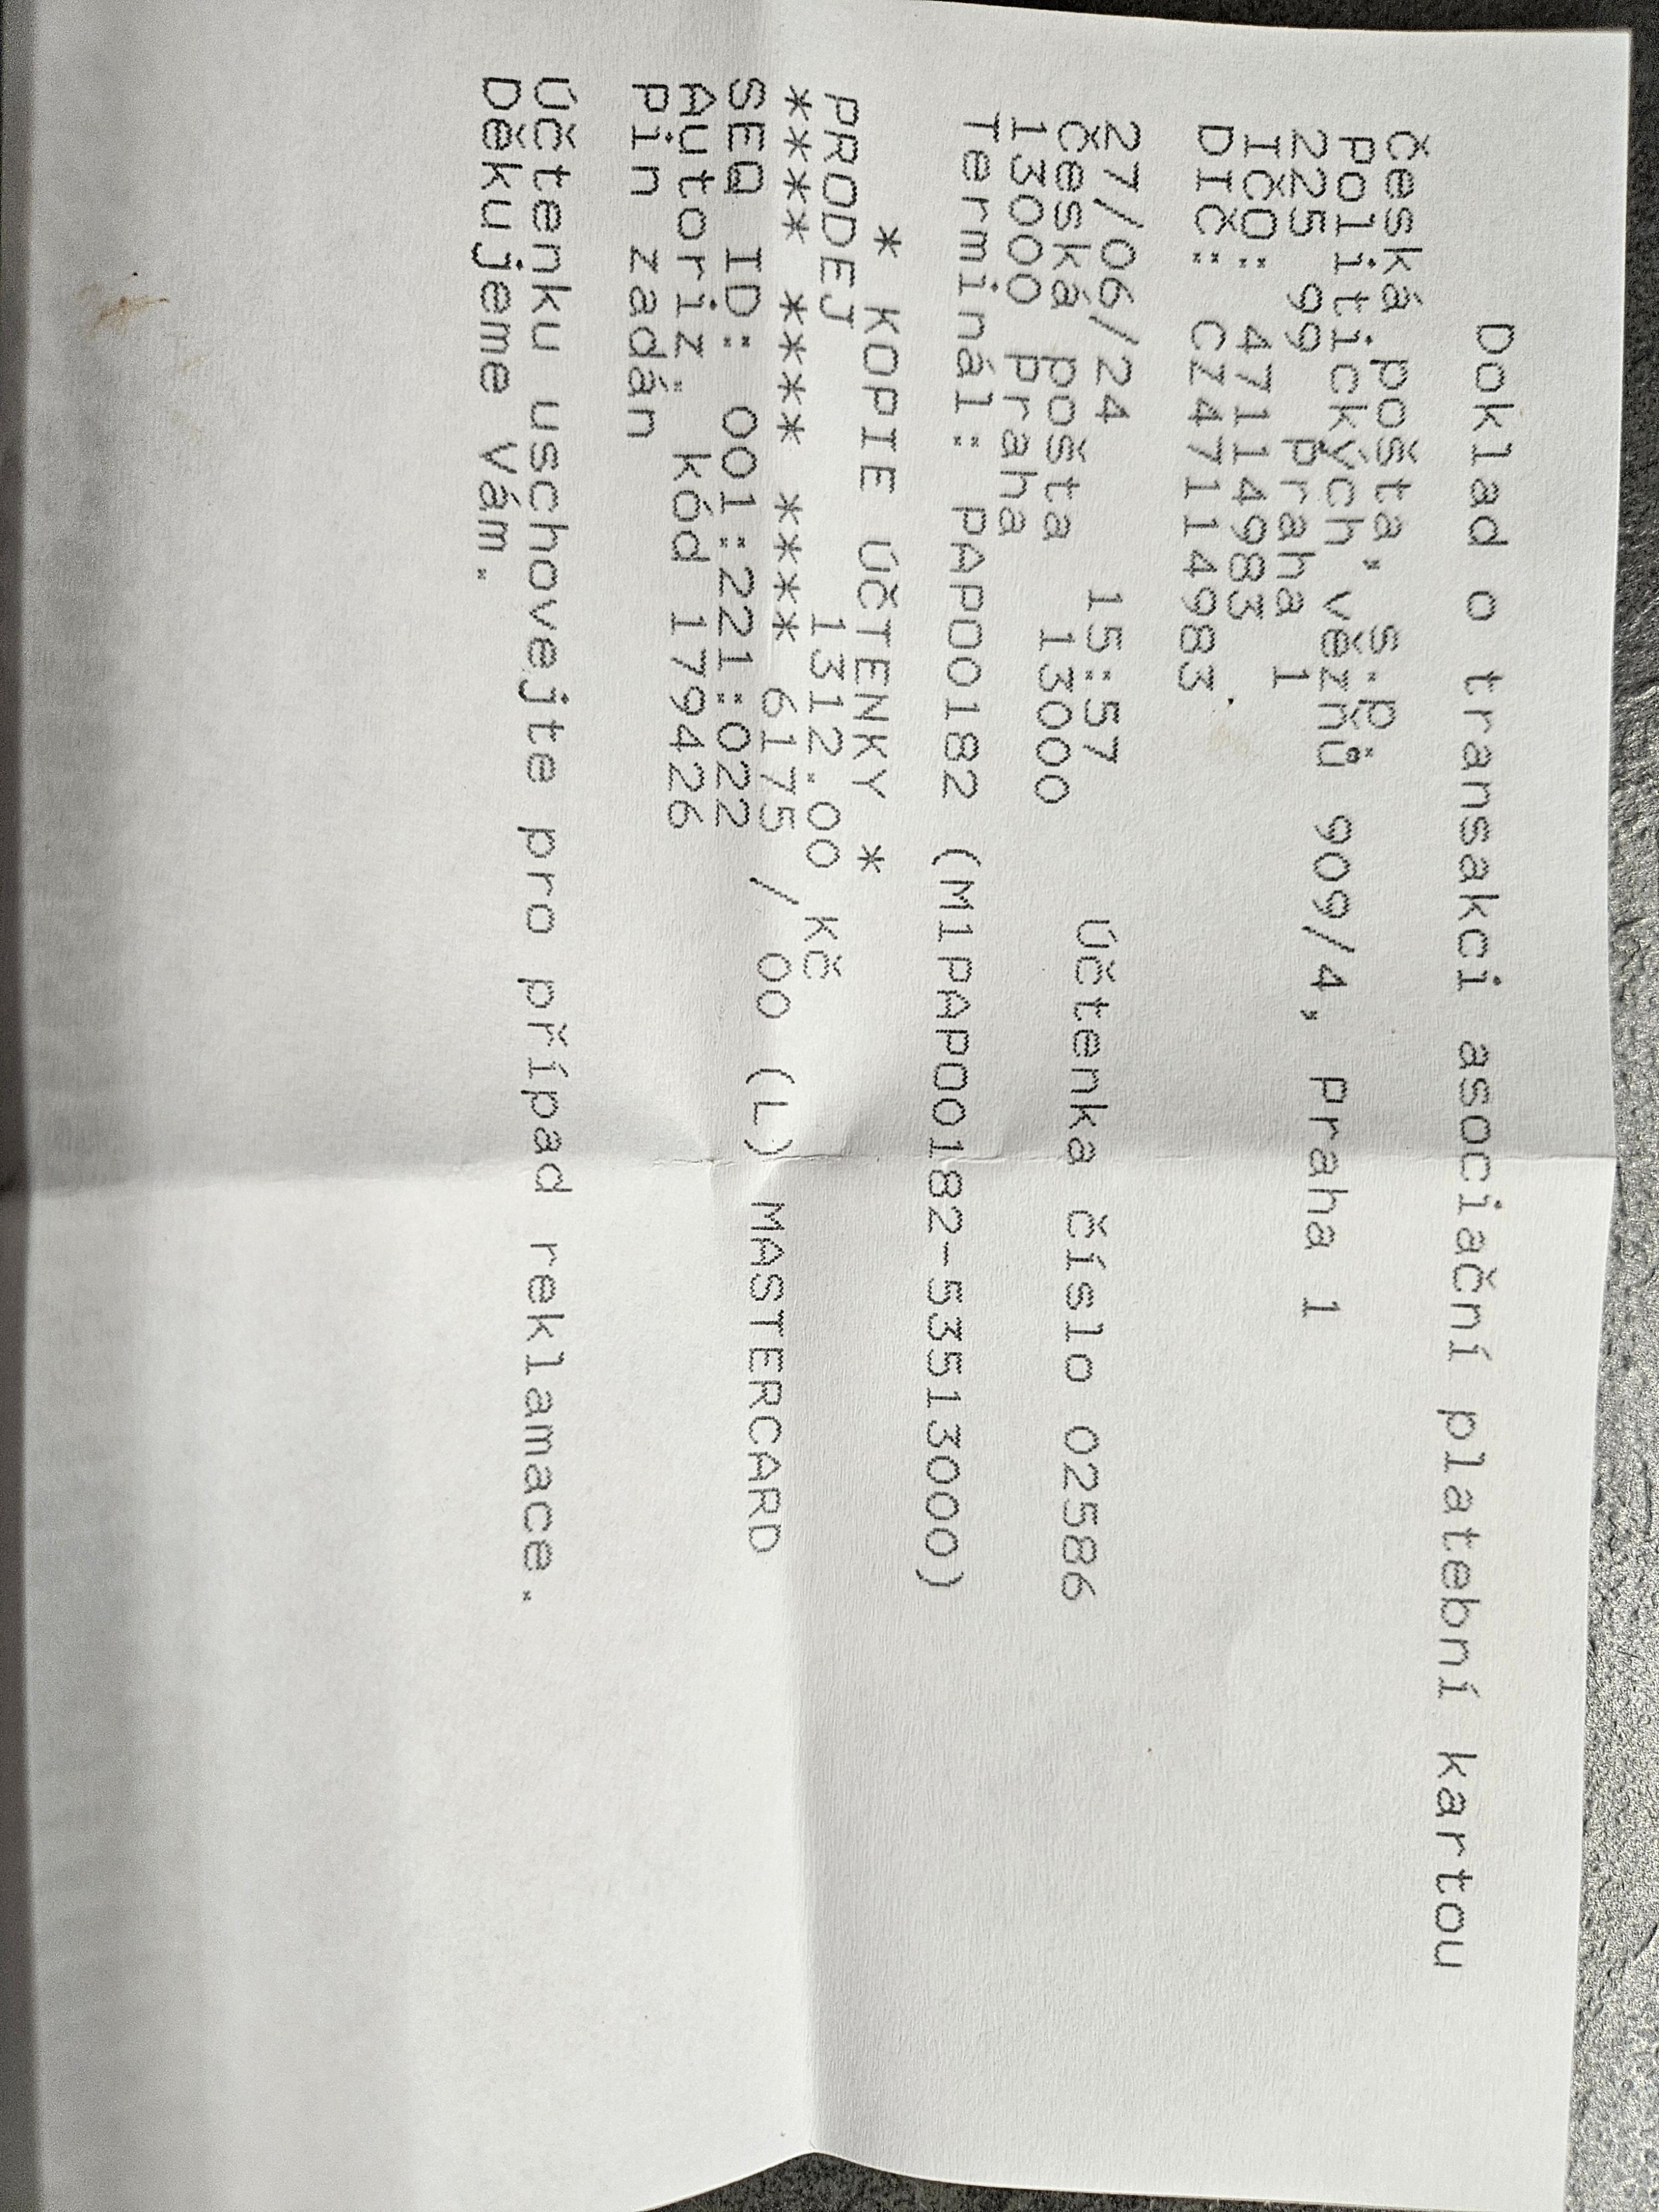 Doklad o transakci asociační platební kartou
Česká pošta, s.p.
Politických vězňů 909/4, Praha 1
225 99 Praha 1
IČO: 47114983
DIČ: CZ47114983
27/06/24 15:57 Účtenka číslo 02586
Česká pošta 13000
13000 Praha
Terminál: PAP00182 (M1PAP00182-53513000)
* KOPIE ÚČTENKY *
PRODEJ 1312.00 Kč
**** **** **** 6175 / 00 (L) MASTERCARD
SEQ ID: 001:221:022
Autoriz. kód 179426
Pin zadán
Účtenku uschovejte pro případ reklamace.
Děkujeme Vám.